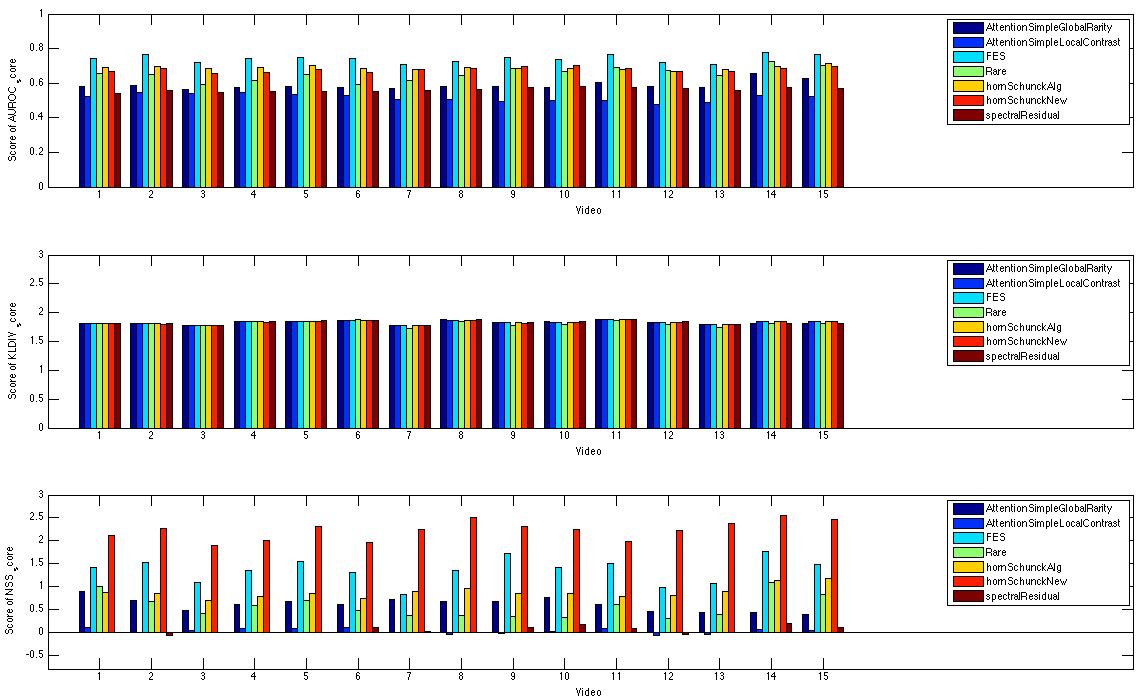 1
0.8
0.6
0.4
0.2
0
Score of AUROC_score
1 2 3 4 5 6 7 8 9 10 11 12 13 14 15
Video
AttentionSimpleGlobalRarity
AttentionSimpleLocalContrast
FES
Rare
hornSchunckAlg
hornSchunckNew
spectralResidual
3
2.5
2
1.5
1
0.5
0
Score of KLDIV_score
1 2 3 4 5 6 7 8 9 10 11 12 13 14 15
Video
AttentionSimpleGlobalRarity
AttentionSimpleLocalContrast
FES
Rare
hornSchunckAlg
hornSchunckNew
spectralResidual
3
2.5
2
1.5
1
0.5
0
-0.5
Score of NSS_score
1 2 3 4 5 6 7 8 9 10 11 12 13 14 15
Video
AttentionSimpleGlobalRarity
AttentionSimpleLocalContrast
FES
Rare
hornSchunckAlg
hornSchunckNew
spectralResidual